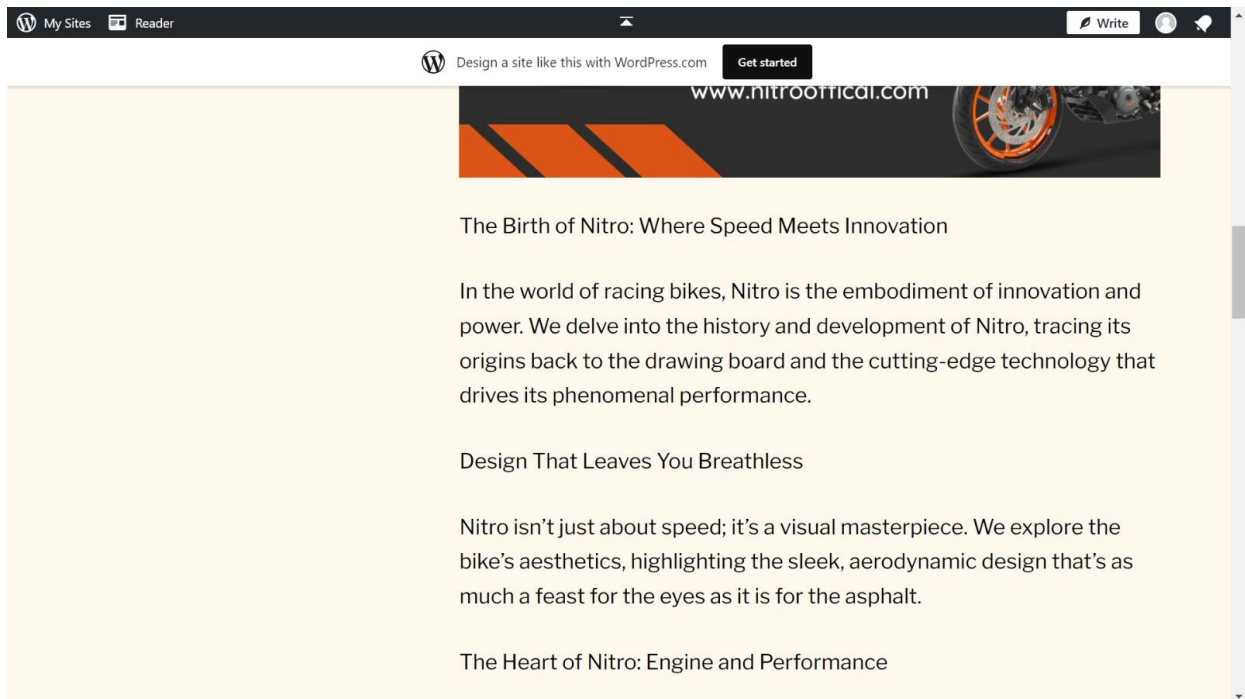 My Sites Reader Write
Design a site like this with WordPress.com Get started
www.nitrooffical.com
The Birth of Nitro: Where Speed Meets Innovation
In the world of racing bikes, Nitro is the embodiment of innovation and
power. We delve into the history and development of Nitro, tracing its
origins back to the drawing board and the cutting-edge technology that
drives its phenomenal performance.
Design That Leaves You Breathless
Nitro isn’t just about speed; it’s a visual masterpiece. We explore the
bike’s aesthetics, highlighting the sleek, aerodynamic design that’s as
much a feast for the eyes as it is for the asphalt.
The Heart of Nitro: Engine and Performance